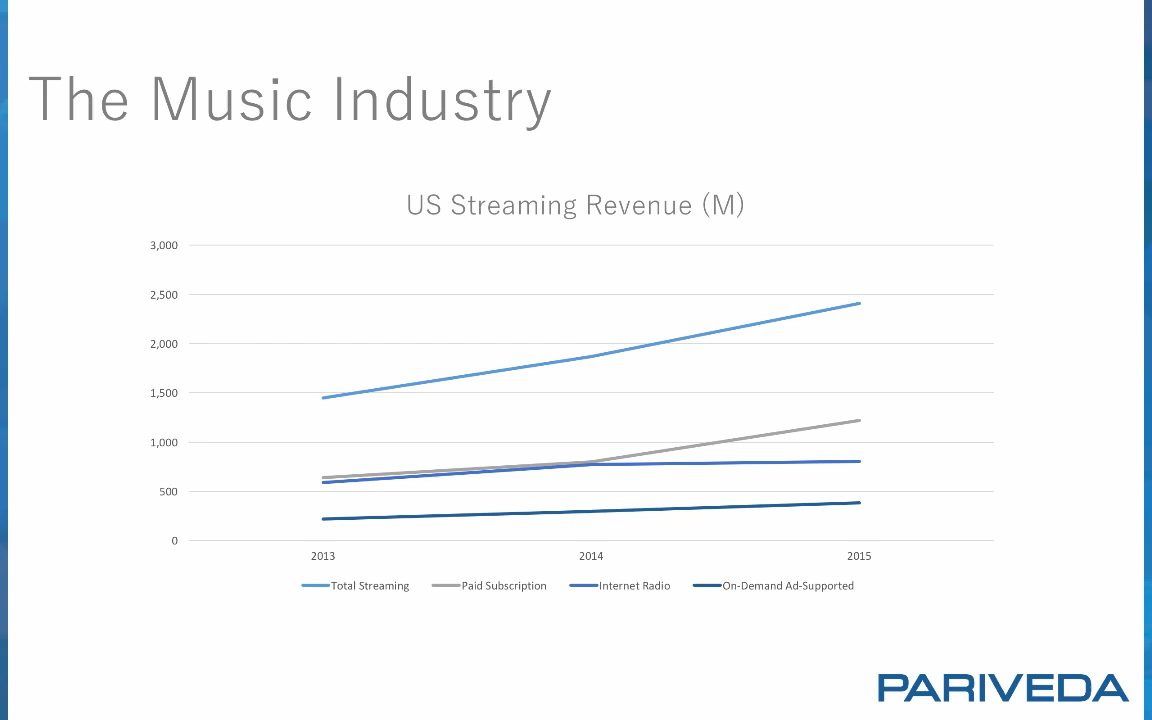 The Music Industry
US Streaming Revenue (M)
3,000
2,500
2,000
1,500
1,000
500
0
2013 2014 2015
Total Streaming Paid Subscription Internet Radio On-Demand Ad-Supported
PARIVEDA